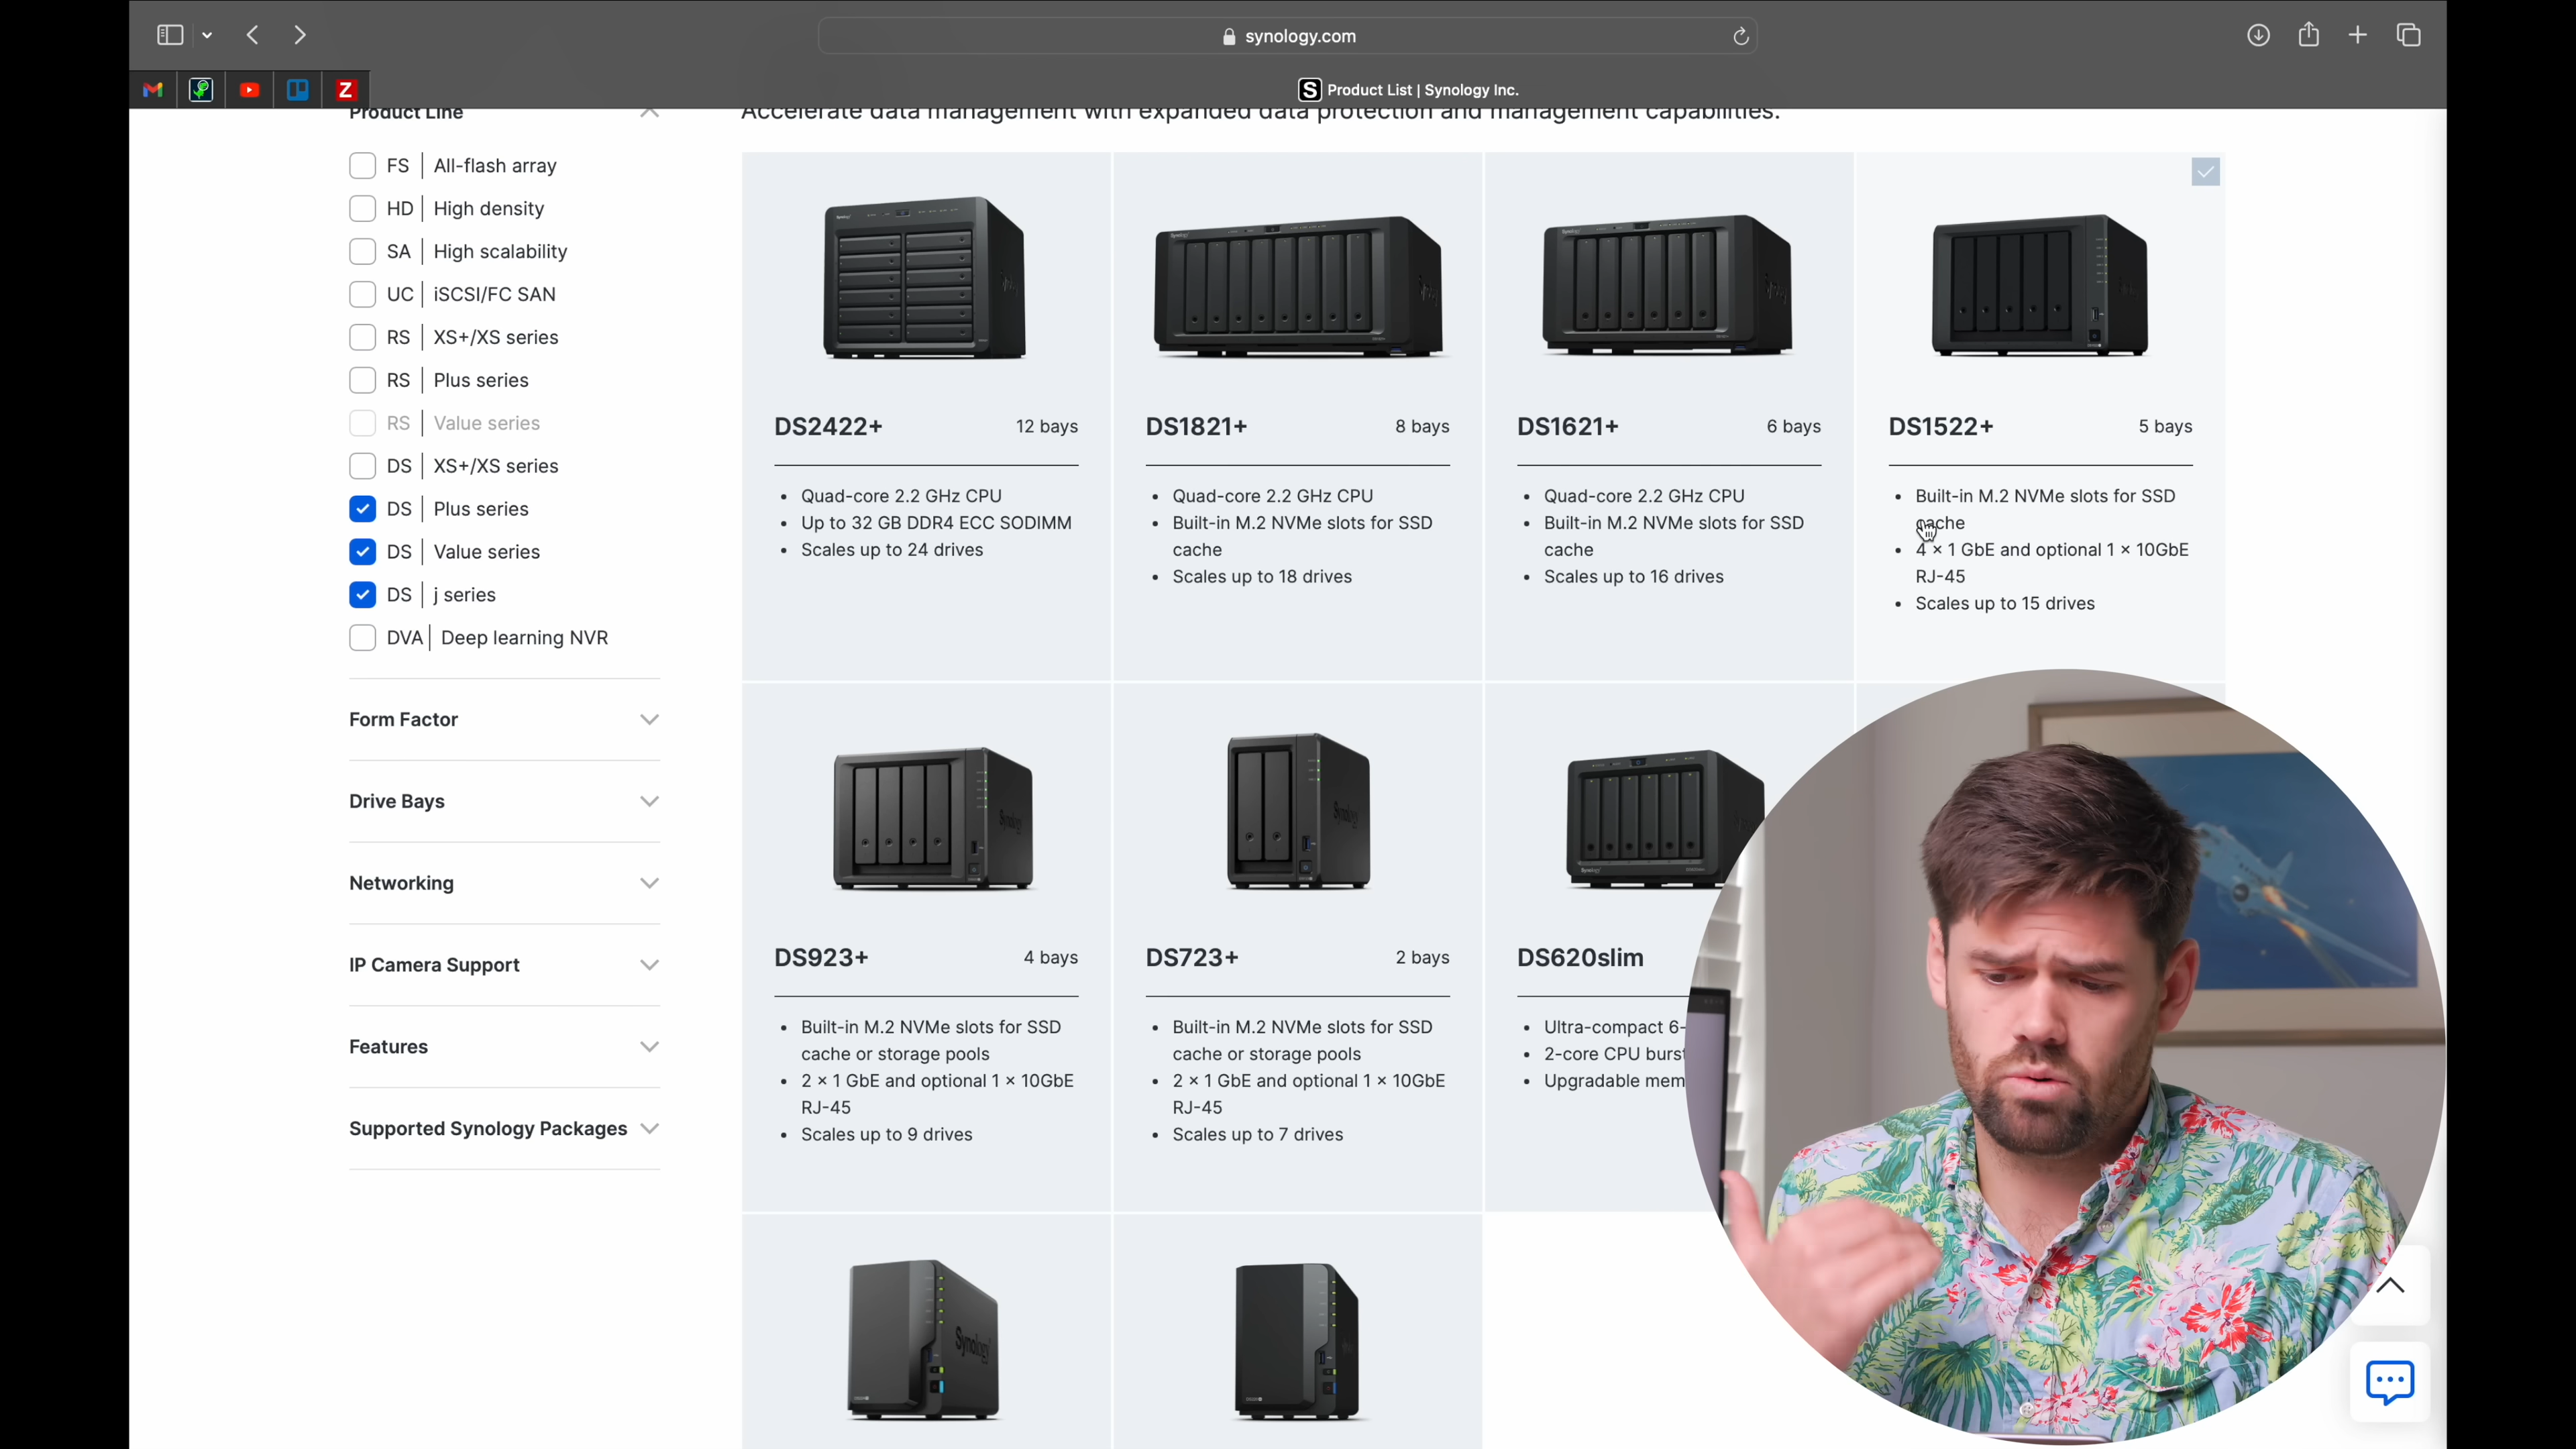 synology.com
Product List | Synology Inc.
Product Line
Accelerate data management with expanded data protection and management capabilities.
FS | All-flash array
HD | High density
SA | High scalability
UC | iSCSI/FC SAN
RS | XS+/XS series
RS | Plus series
RS | Value series
DS | XS+/XS series
DS | Plus series
DS | Value series
DS | j series
DVA | Deep learning NVR
Form Factor
Drive Bays
Networking
IP Camera Support
Features
Supported Synology Packages
DS2422+ 12 bays
Quad-core 2.2 GHz CPU
Up to 32 GB DDR4 ECC SODIMM
Scales up to 24 drives
DS1821+ 8 bays
Quad-core 2.2 GHz CPU
Built-in M.2 NVMe slots for SSD
cache
Scales up to 18 drives
DS1621+ 6 bays
Quad-core 2.2 GHz CPU
Built-in M.2 NVMe slots for SSD
cache
Scales up to 16 drives
DS1522+ 5 bays
Built-in M.2 NVMe slots for SSD
cache
4 × 1 GbE and optional 1 × 10GbE
RJ-45
Scales up to 15 drives
DS923+ 4 bays
Built-in M.2 NVMe slots for SSD
cache or storage pools
2 × 1 GbE and optional 1 × 10GbE
RJ-45
Scales up to 9 drives
DS723+ 2 bays
Built-in M.2 NVMe slots for SSD
cache or storage pools
2 × 1 GbE and optional 1 × 10GbE
RJ-45
Scales up to 7 drives
DS620slim
Ultra-compact 6-
2-core CPU burst
Upgradable mem
Synology